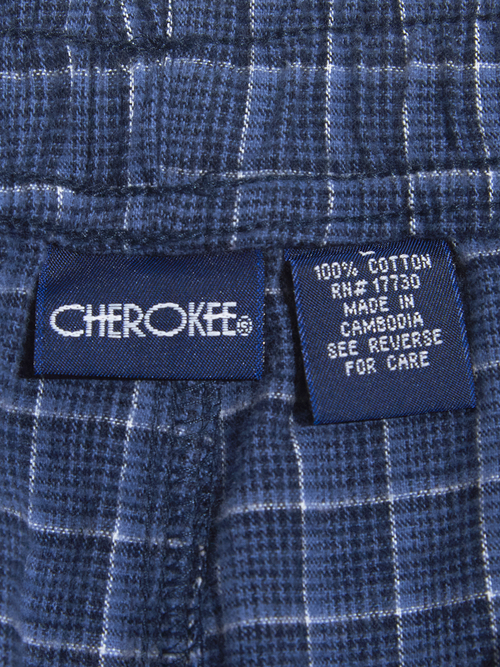 CHEROKEE®
L
100% COTTON
RN# 17730
MADE IN
CAMBODIA
SEE REVERSE
FOR CARE